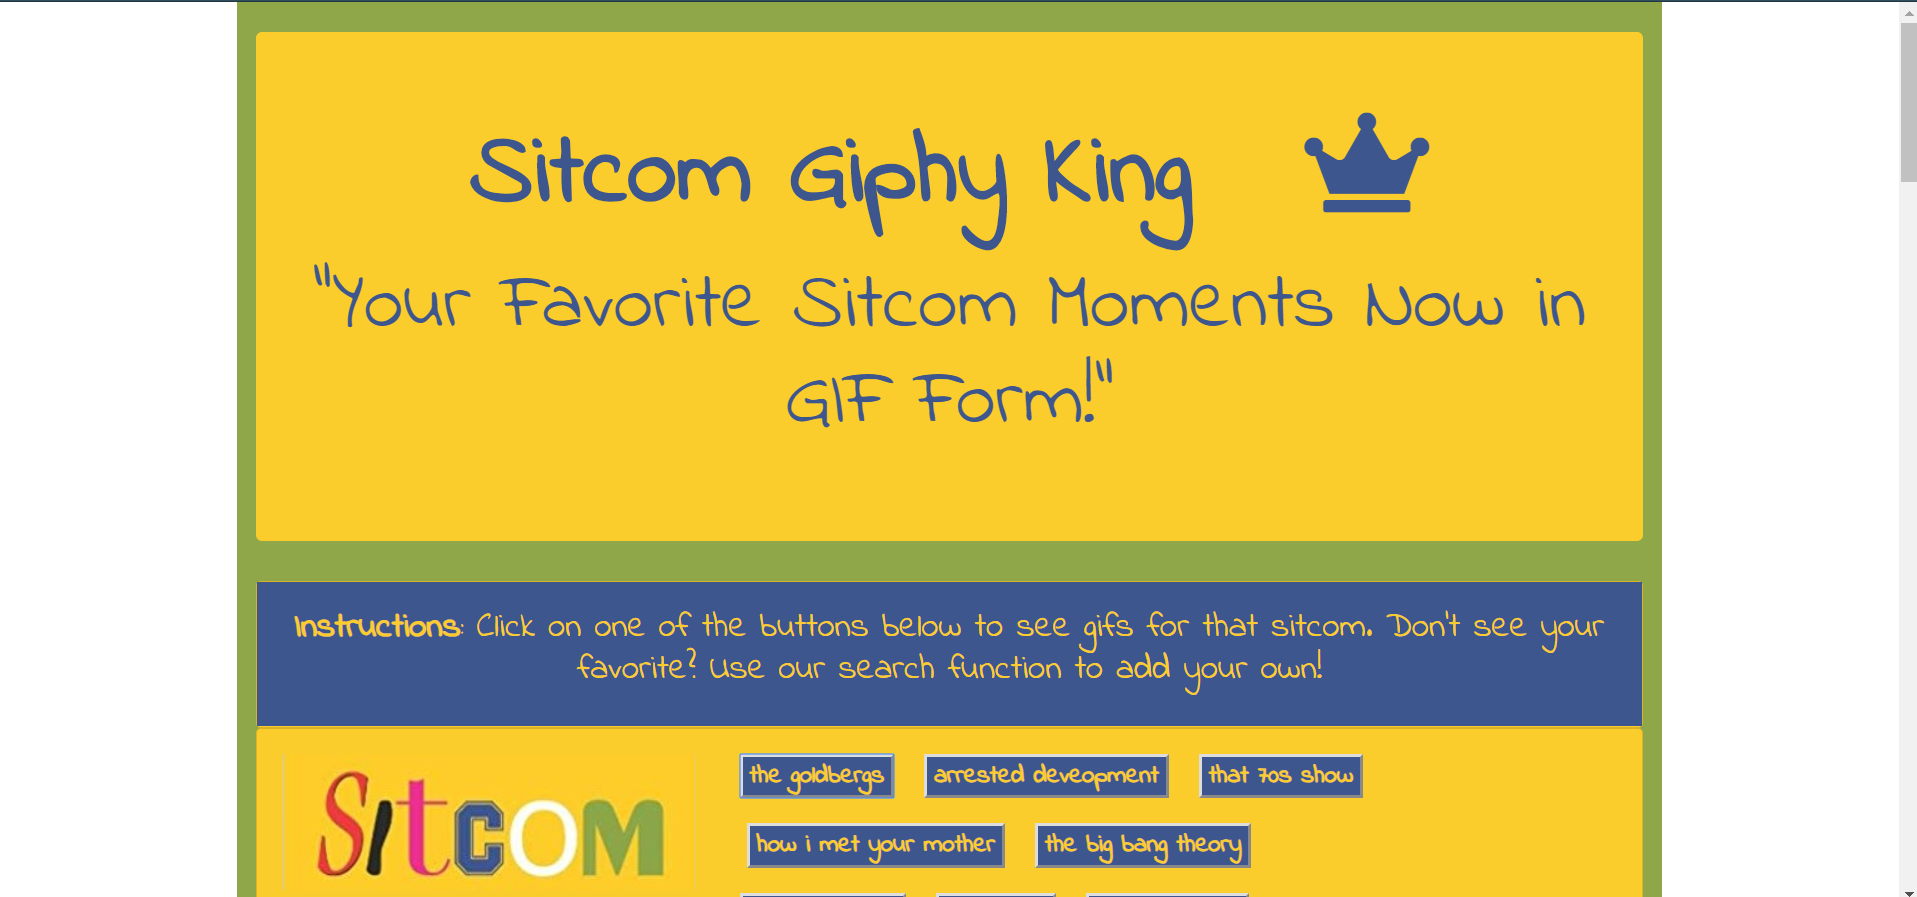 Sitcom Giphy King
"Your Favorite Sitcom Moments Now in
GIF Form!"
Instructions: Click on one of the buttons below to see gifs for that sitcom. Don't see your
favorite? Use our search function to add your own!
SitCOM
the goldbergs
arrested deveopment
that 70s show
how i met your mother
the big bang theory